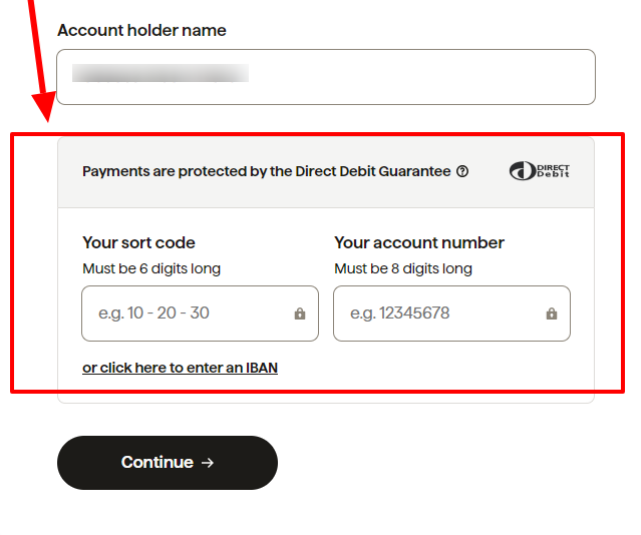 Account holder name
Payments are protected by the Direct Debit Guarantee ?
DIRECT
Debit
Your sort code
Your account number
Must be 6 digits long
Must be 8 digits long
e.g. 10 - 20 - 30
e.g. 12345678
or click here to enter an IBAN
Continue →